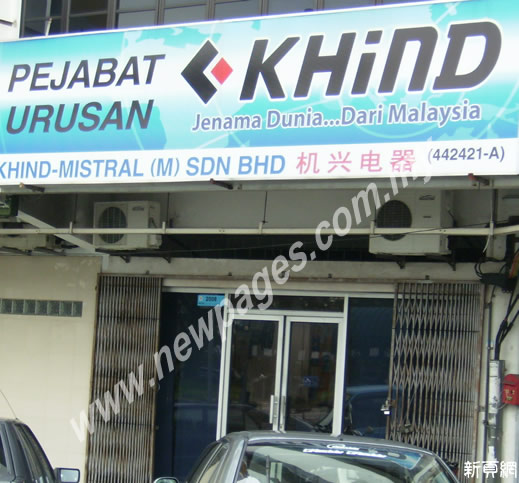 PEJABAT
URUSAN
KHiND
Jenama Dunia...Dari Malaysia
KHIND-MISTRAL (M) SDN BHD 机兴电器 (442421-A)
www.newpages.com.my
新頁網